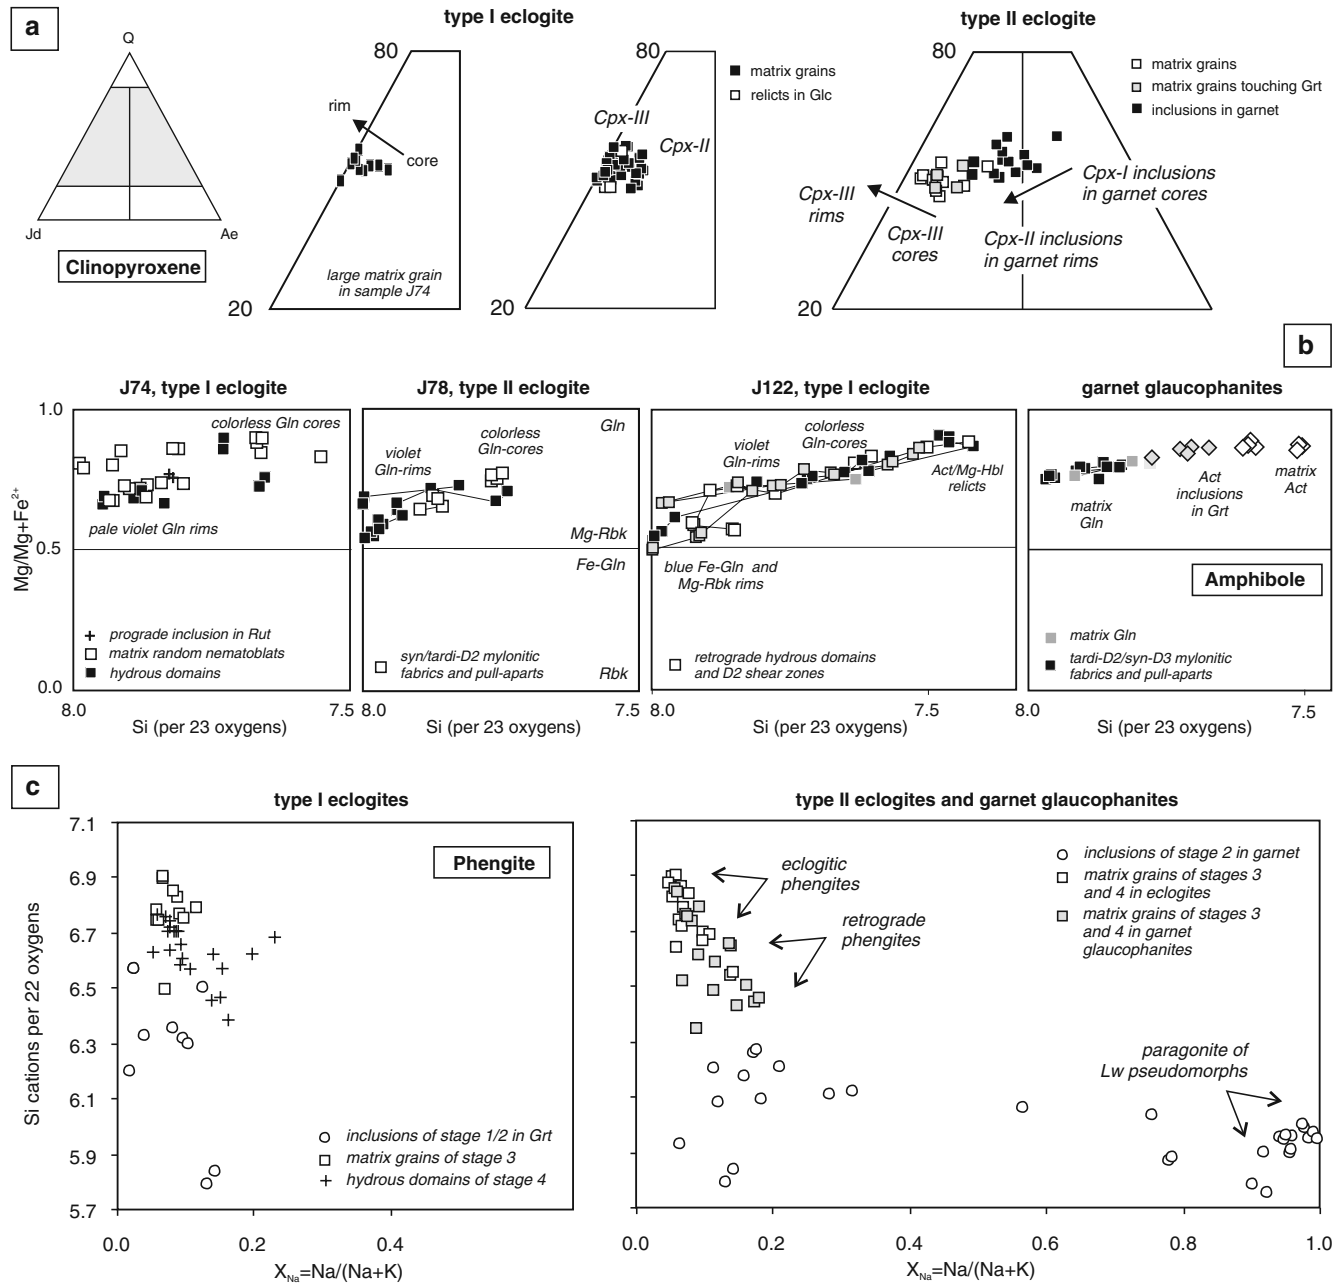 a
type I eclogite
type II eclogite
Q
Jd
Ae
Clinopyroxene
80
rim
core
large matrix grain
in sample J74
20
80
matrix grains
relicts in Glc
Cpx-III
Cpx-II
20
80
matrix grains
matrix grains touching Grt
inclusions in garnet
Cpx-III
rims
Cpx-III
cores
Cpx-I inclusions
in garnet cores
Cpx-II inclusions
in garnet rims
20
b
J74, type I eclogite
J78, type II eclogite
J122, type I eclogite
garnet glaucophanites
Mg/Mg+Fe2+
1.0
0.5
0.0
colorless Gln cores
pale violet Gln rims
prograde inclusion in Rut
matrix random nematoblats
hydrous domains
8.0
7.5
Si (per 23 oxygens)
violet
Gln-rims
colorless
Gln-cores
Gln
Mg-Rbk
Fe-Gln
syn/tardi-D2 mylonitic
fabrics and pull-aparts
Rbk
8.0
7.5
Si (per 23 oxygens)
violet
Gln-rims
colorless
Gln-cores
Act/Mg-Hbl
relicts
blue Fe-Gln and
Mg-Rbk rims
retrograde hydrous domains
and D2 shear zones
8.0
7.5
Si (per 23 oxygens)
matrix
Gln
Act
inclusions
in Grt
matrix
Act
Amphibole
matrix Gln
tardi-D2/syn-D3 mylonitic
fabrics and pull-aparts
8.0
7.5
Si (per 23 oxygens)
c
type I eclogites
type II eclogites and garnet glaucophanites
Si cations per 22 oxygens
7.1
6.9
6.7
6.5
6.3
6.1
5.9
5.7
Phengite
inclusions of stage 1/2 in Grt
matrix grains of stage 3
hydrous domains of stage 4
0.0
0.2
0.4
XNa=Na/(Na+K)
eclogitic
phengites
retrograde
phengites
inclusions of stage 2 in garnet
matrix grains of stages 3
and 4 in eclogites
matrix grains of stages 3
and 4 in garnet
glaucophanites
paragonite of
Lw pseudomorphs
0.0
0.2
0.4
0.6
0.8
1.0
XNa=Na/(Na+K)